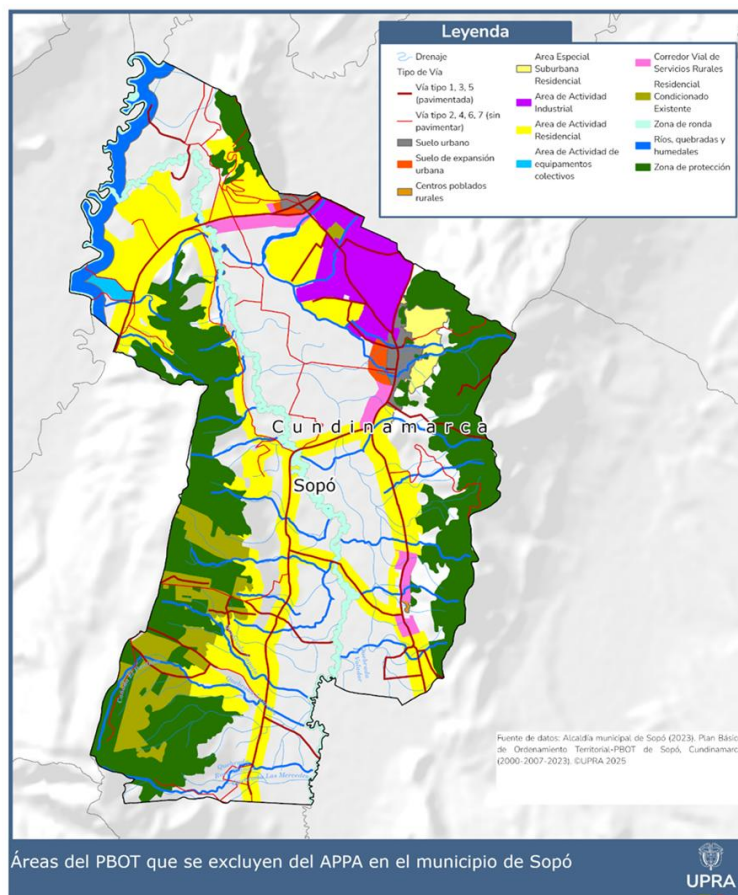 Leyenda
Drenaje
Tipo de Vía
Vía tipo 1, 3, 5
(pavimentada)
Vía tipo 2, 4, 6, 7 (sin
pavimentar)
Suelo urbano
Suelo de expansión
urbana
Centros poblados
rurales
Area Especial
Suburbana
Residencial
Area de Actividad
Industrial
Area de Actividad
Residencial
Area de Actividad de
equipamentos
colectivos
Corredor Vial de
Servicios Rurales
Residencial
Condicionado
Existente
Zona de ronda
Ríos, quebradas y
humedales
Zona de protección
Cundinamarca
Sopó
Fuente de datos: Alcaldía municipal de Sopó (2023). Plan Básic
de Ordenamiento Territorial-PBOT de Sopó, Cundinamarc
(2000-2007-2023). ©UPRA 2025
Áreas del PBOT que se excluyen del APPA en el municipio de Sopó
UPRA